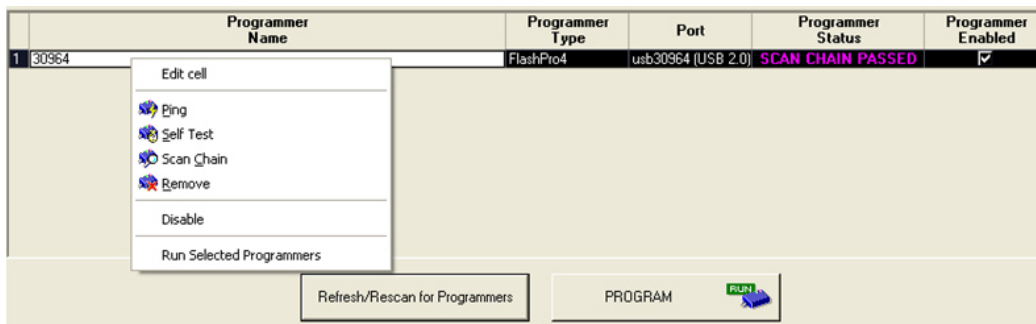 Programmer Name
Programmer Type
Port
Programmer Status
Programmer Enabled
1 30964 FlashPro4 usb30964 (USB 2.0) SCAN CHAIN PASSED
Edit cell
Ping
Self Test
Scan Chain
Remove
Disable
Run Selected Programmers
Refresh/Rescan for Programmers
PROGRAM
RUN